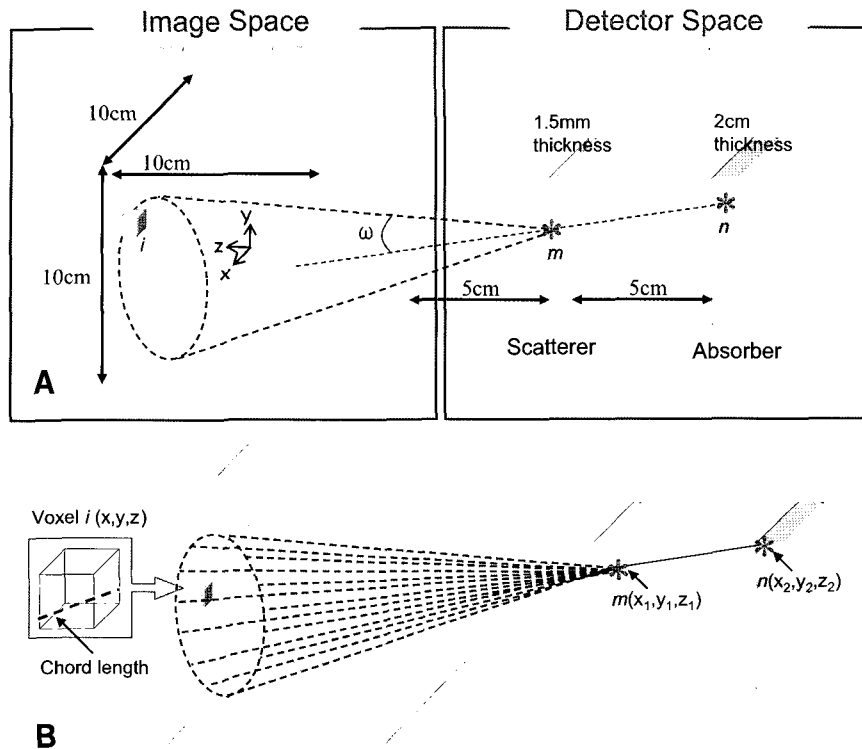 Image Space
Detector Space
10cm
10cm
10cm
1.5mm
thickness
2cm
thickness
i
y
z
x
ω
m
n
5cm
5cm
Scatterer
Absorber
A
Voxel i (x,y,z)
Chord length
m(x₁,y₁,z₁)
n(x₂,y₂,z₂)
B